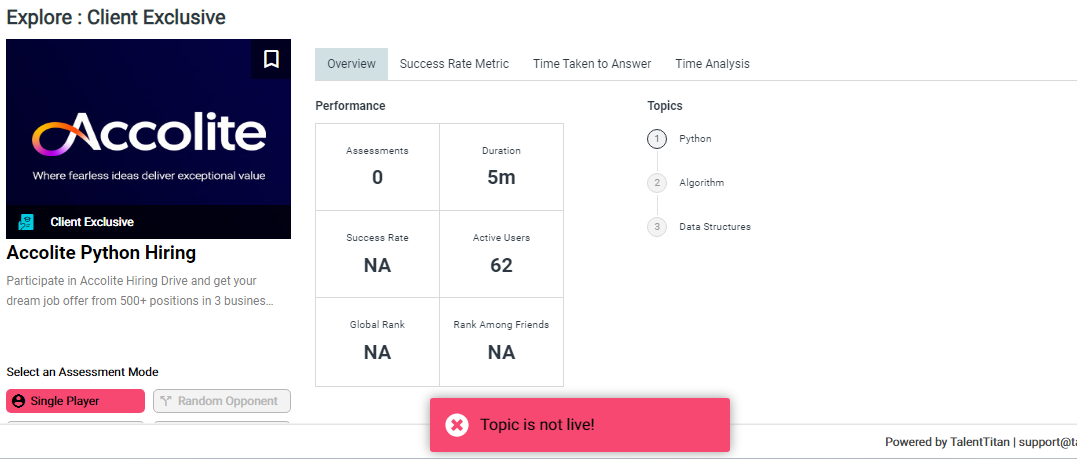 Explore : Client Exclusive
Accolite
Where fearless ideas deliver exceptional value
Client Exclusive
Accolite Python Hiring
Participate in Accolite Hiring Drive and get your
dream job offer from 500+ positions in 3 busines...
Select an Assessment Mode
Single Player
Random Opponent
Overview
Success Rate Metric
Time Taken to Answer
Time Analysis
Performance
Assessments
0
Duration
5m
Success Rate
NA
Active Users
62
Global Rank
NA
Rank Among Friends
NA
Topics
1 Python
2 Algorithm
3 Data Structures
Topic is not live!
Powered by TalentTitan | support@ta